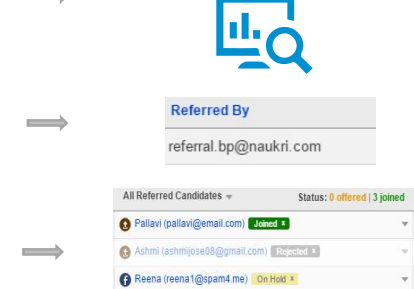 Referred By
referral.bp@naukri.com
All Referred Candidates Status: 0 offered | 3 joined
Pallavi (pallavi@email.com) Joined x
Ashmi (ashmijose08@gmail.com) Rejected x
Reena (reena1@spam4.me) On Hold x